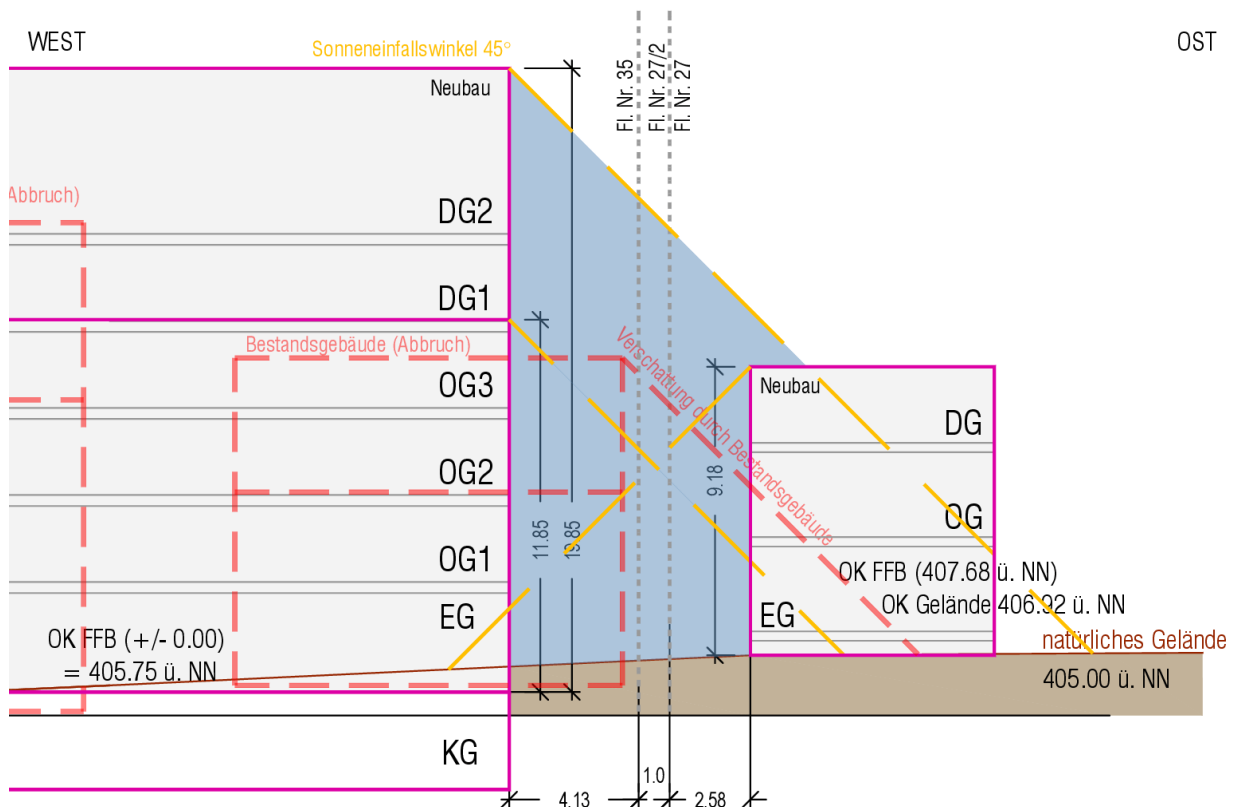 WEST
Sonneneinfallswinkel 45°
OST
Neubau
Fl. Nr. 35
Fl. Nr. 27/2
Fl. Nr. 27
Abbruch)
DG2
DG1
Bestandsgebäude (Abbruch)
Verschattung durch Bestandsgebäude
OG3
Neubau
DG
OG2
9.18
OG
11.85
19.85
OG1
OK FFB (407.68 ü. NN)
EG
EG
OK Gelände 406.92 ü. NN
OK FFB (+/- 0.00)
= 405.75 ü. NN
natürliches Gelände
405.00 ü. NN
KG
4.13
1.0
2.58